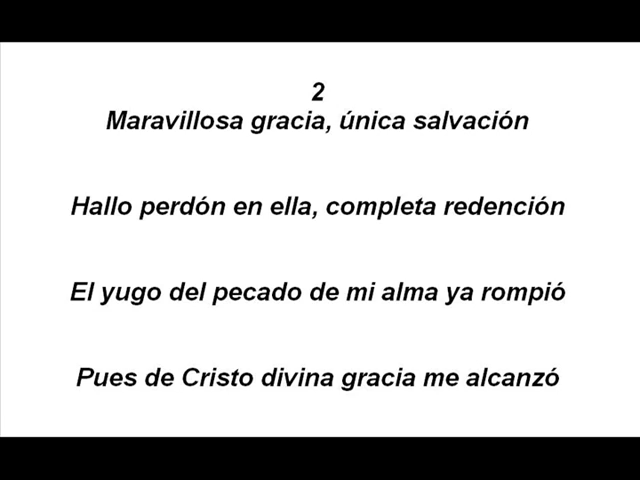 2
Maravillosa gracia, única salvación
Hallo perdón en ella, completa redención
El yugo del pecado de mi alma ya rompió
Pues de Cristo divina gracia me alcanzó